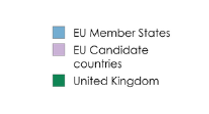 EU Member States
EU Candidate
countries
United Kingdom